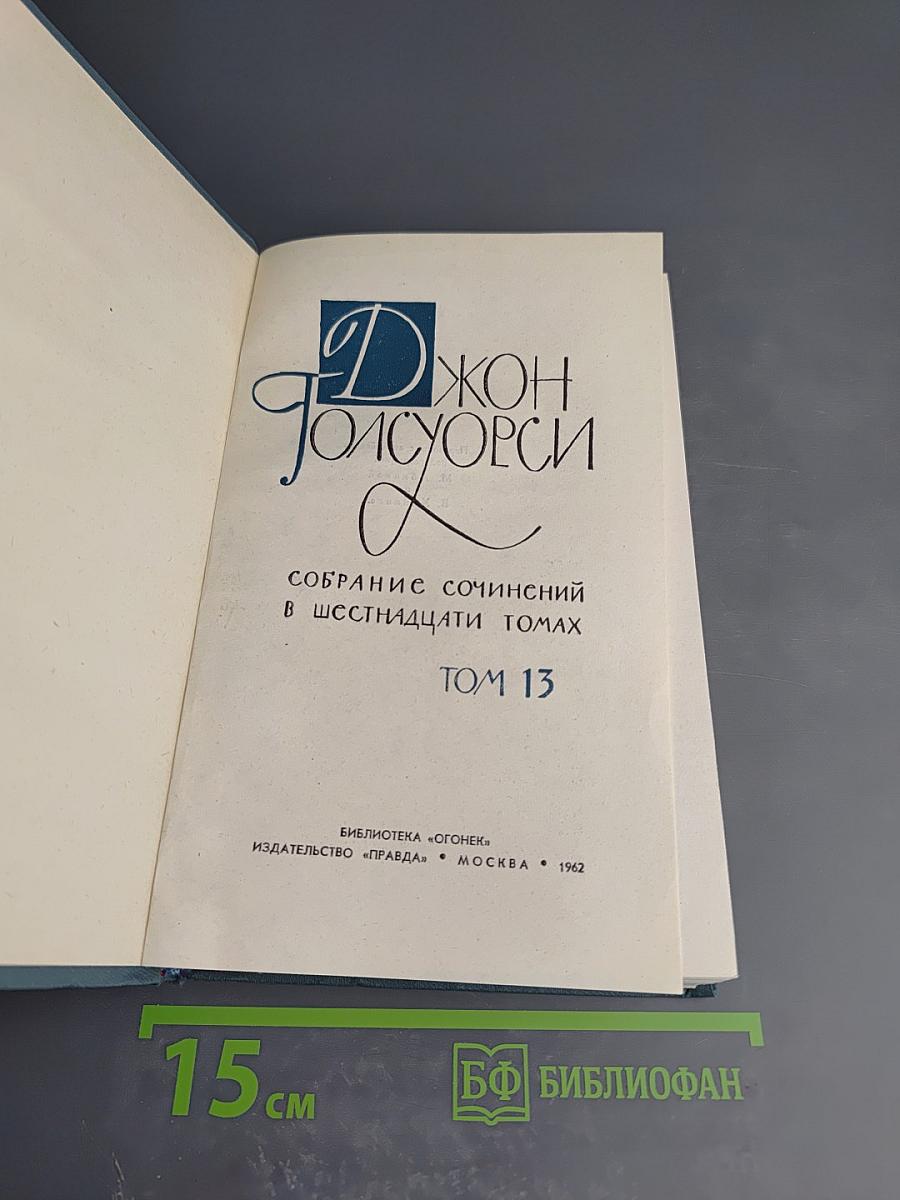 ДЖОН
ГОЛСУОРСИ
СОБРАНИЕ СОЧИНЕНИЙ
В ШЕСТНАДЦАТИ ТОМАХ
ТОМ 13
БИБЛИОТЕКА «ОГОНЕК»
ИЗДАТЕЛЬСТВО «ПРАВДА» • МОСКВА • 1962
15 см
БФ БИБЛИОФАН